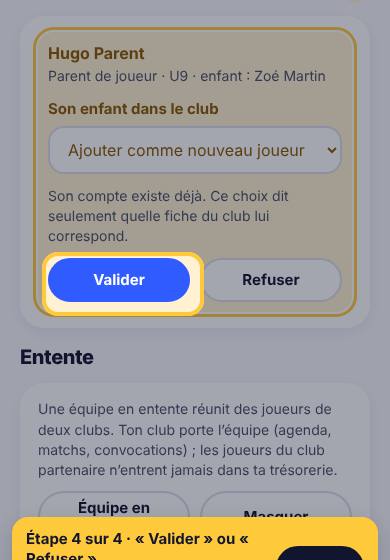 Hugo Parent
Parent de joueur · U9 · enfant : Zoé Martin
Son enfant dans le club
Ajouter comme nouveau joueur
Son compte existe déjà. Ce choix dit
seulement quelle fiche du club lui
correspond.
Valider
Refuser
Entente
Une équipe en entente réunit des joueurs de
deux clubs. Ton club porte l’équipe (agenda,
matchs, convocations) ; les joueurs du club
partenaire n’entrent jamais dans ta trésorerie.
Équipe en
Masquer
Étape 4 sur 4 · « Valider » ou «
Refuser »